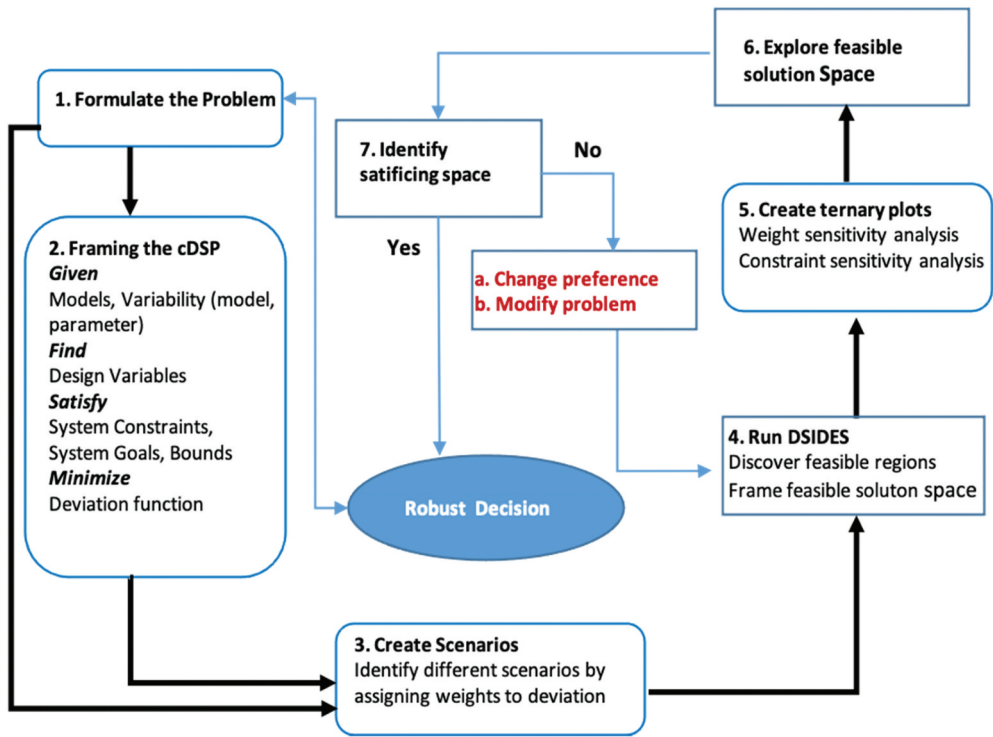 1. Formulate the Problem
2. Framing the cDSP
Given
Models, Variability (model,
parameter)
Find
Design Variables
Satisfy
System Constraints,
System Goals, Bounds
Minimize
Deviation function
3. Create Scenarios
Identify different scenarios by
assigning weights to deviation
4. Run DSIDES
Discover feasible regions
Frame feasible soluton space
5. Create ternary plots
Weight sensitivity analysis
Constraint sensitivity analysis
6. Explore feasible
solution Space
7. Identify
satificing space
No
Yes
a. Change preference
b. Modify problem
Robust Decision